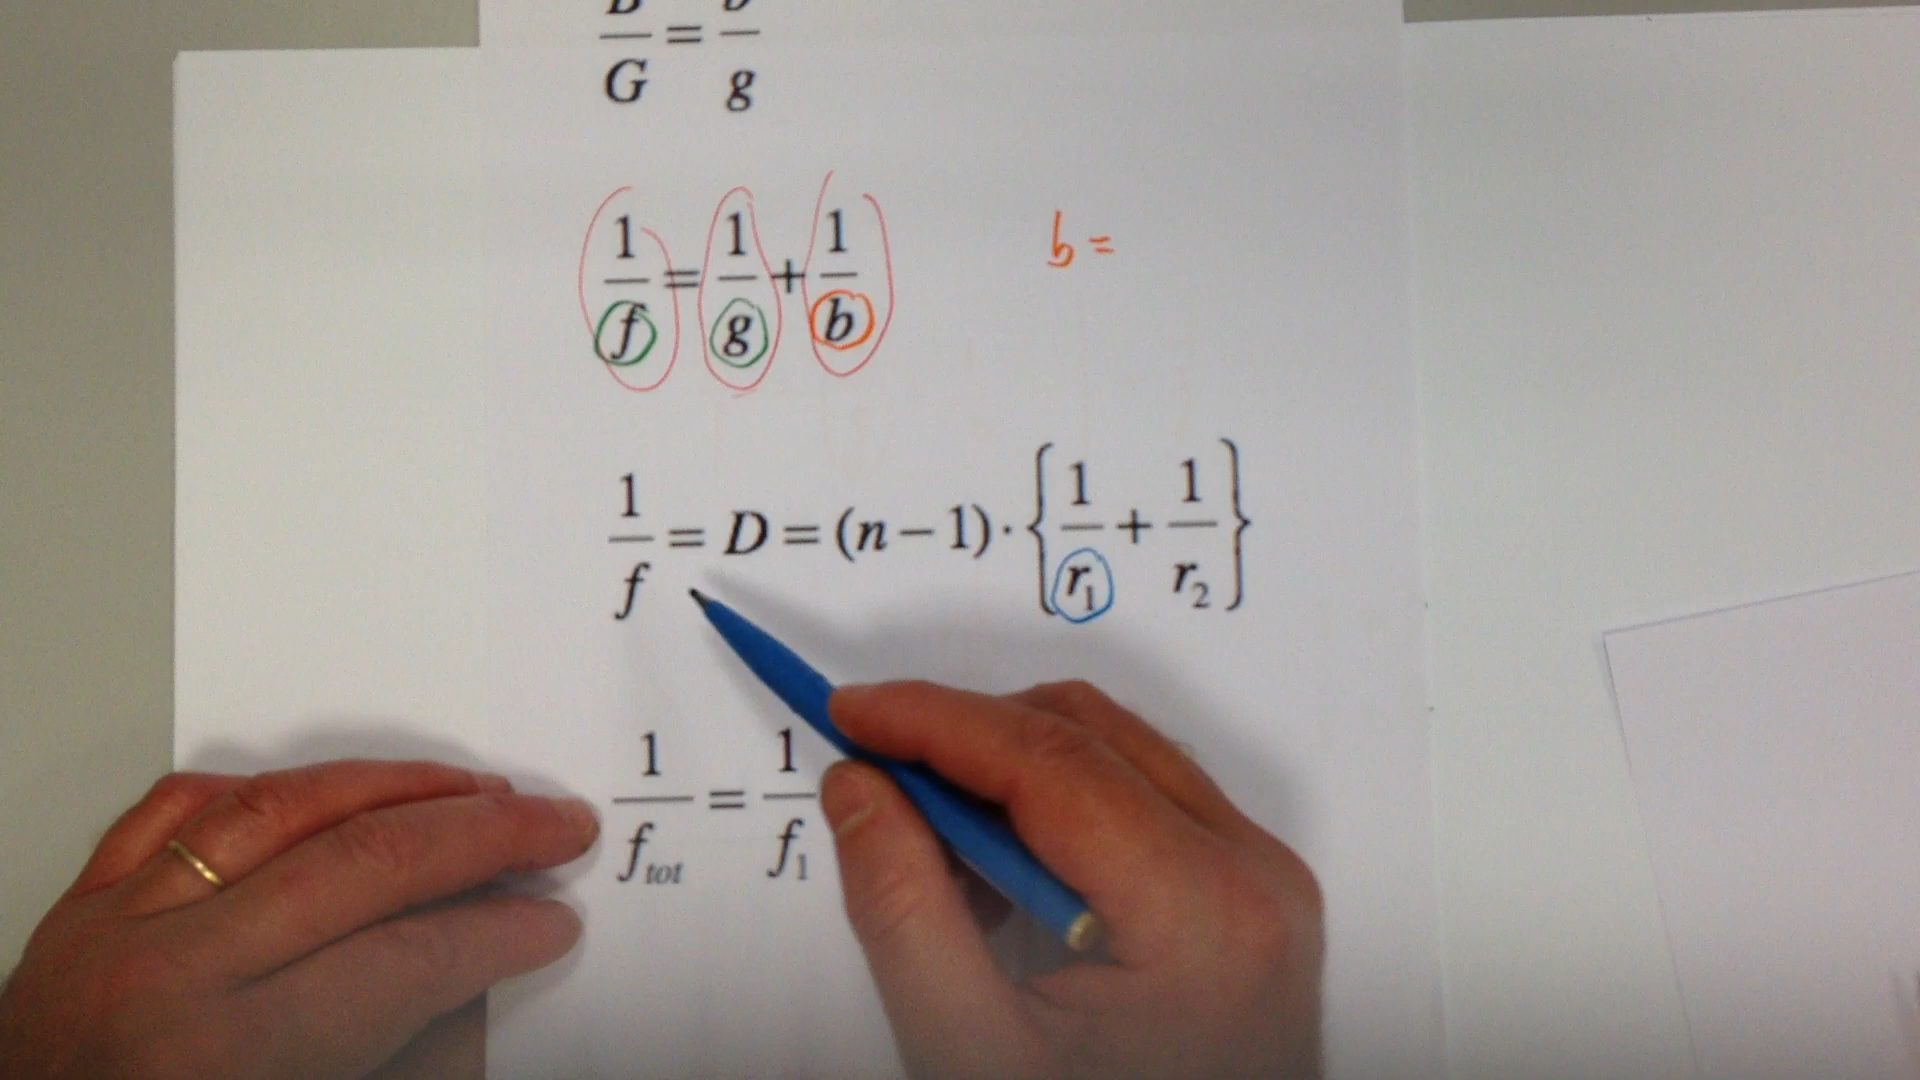 B/G = b/g
1/f = 1/g + 1/b
b =
1/f = D = (n − 1) · {1/r₁ + 1/r₂}
1/f_tot = 1/f₁